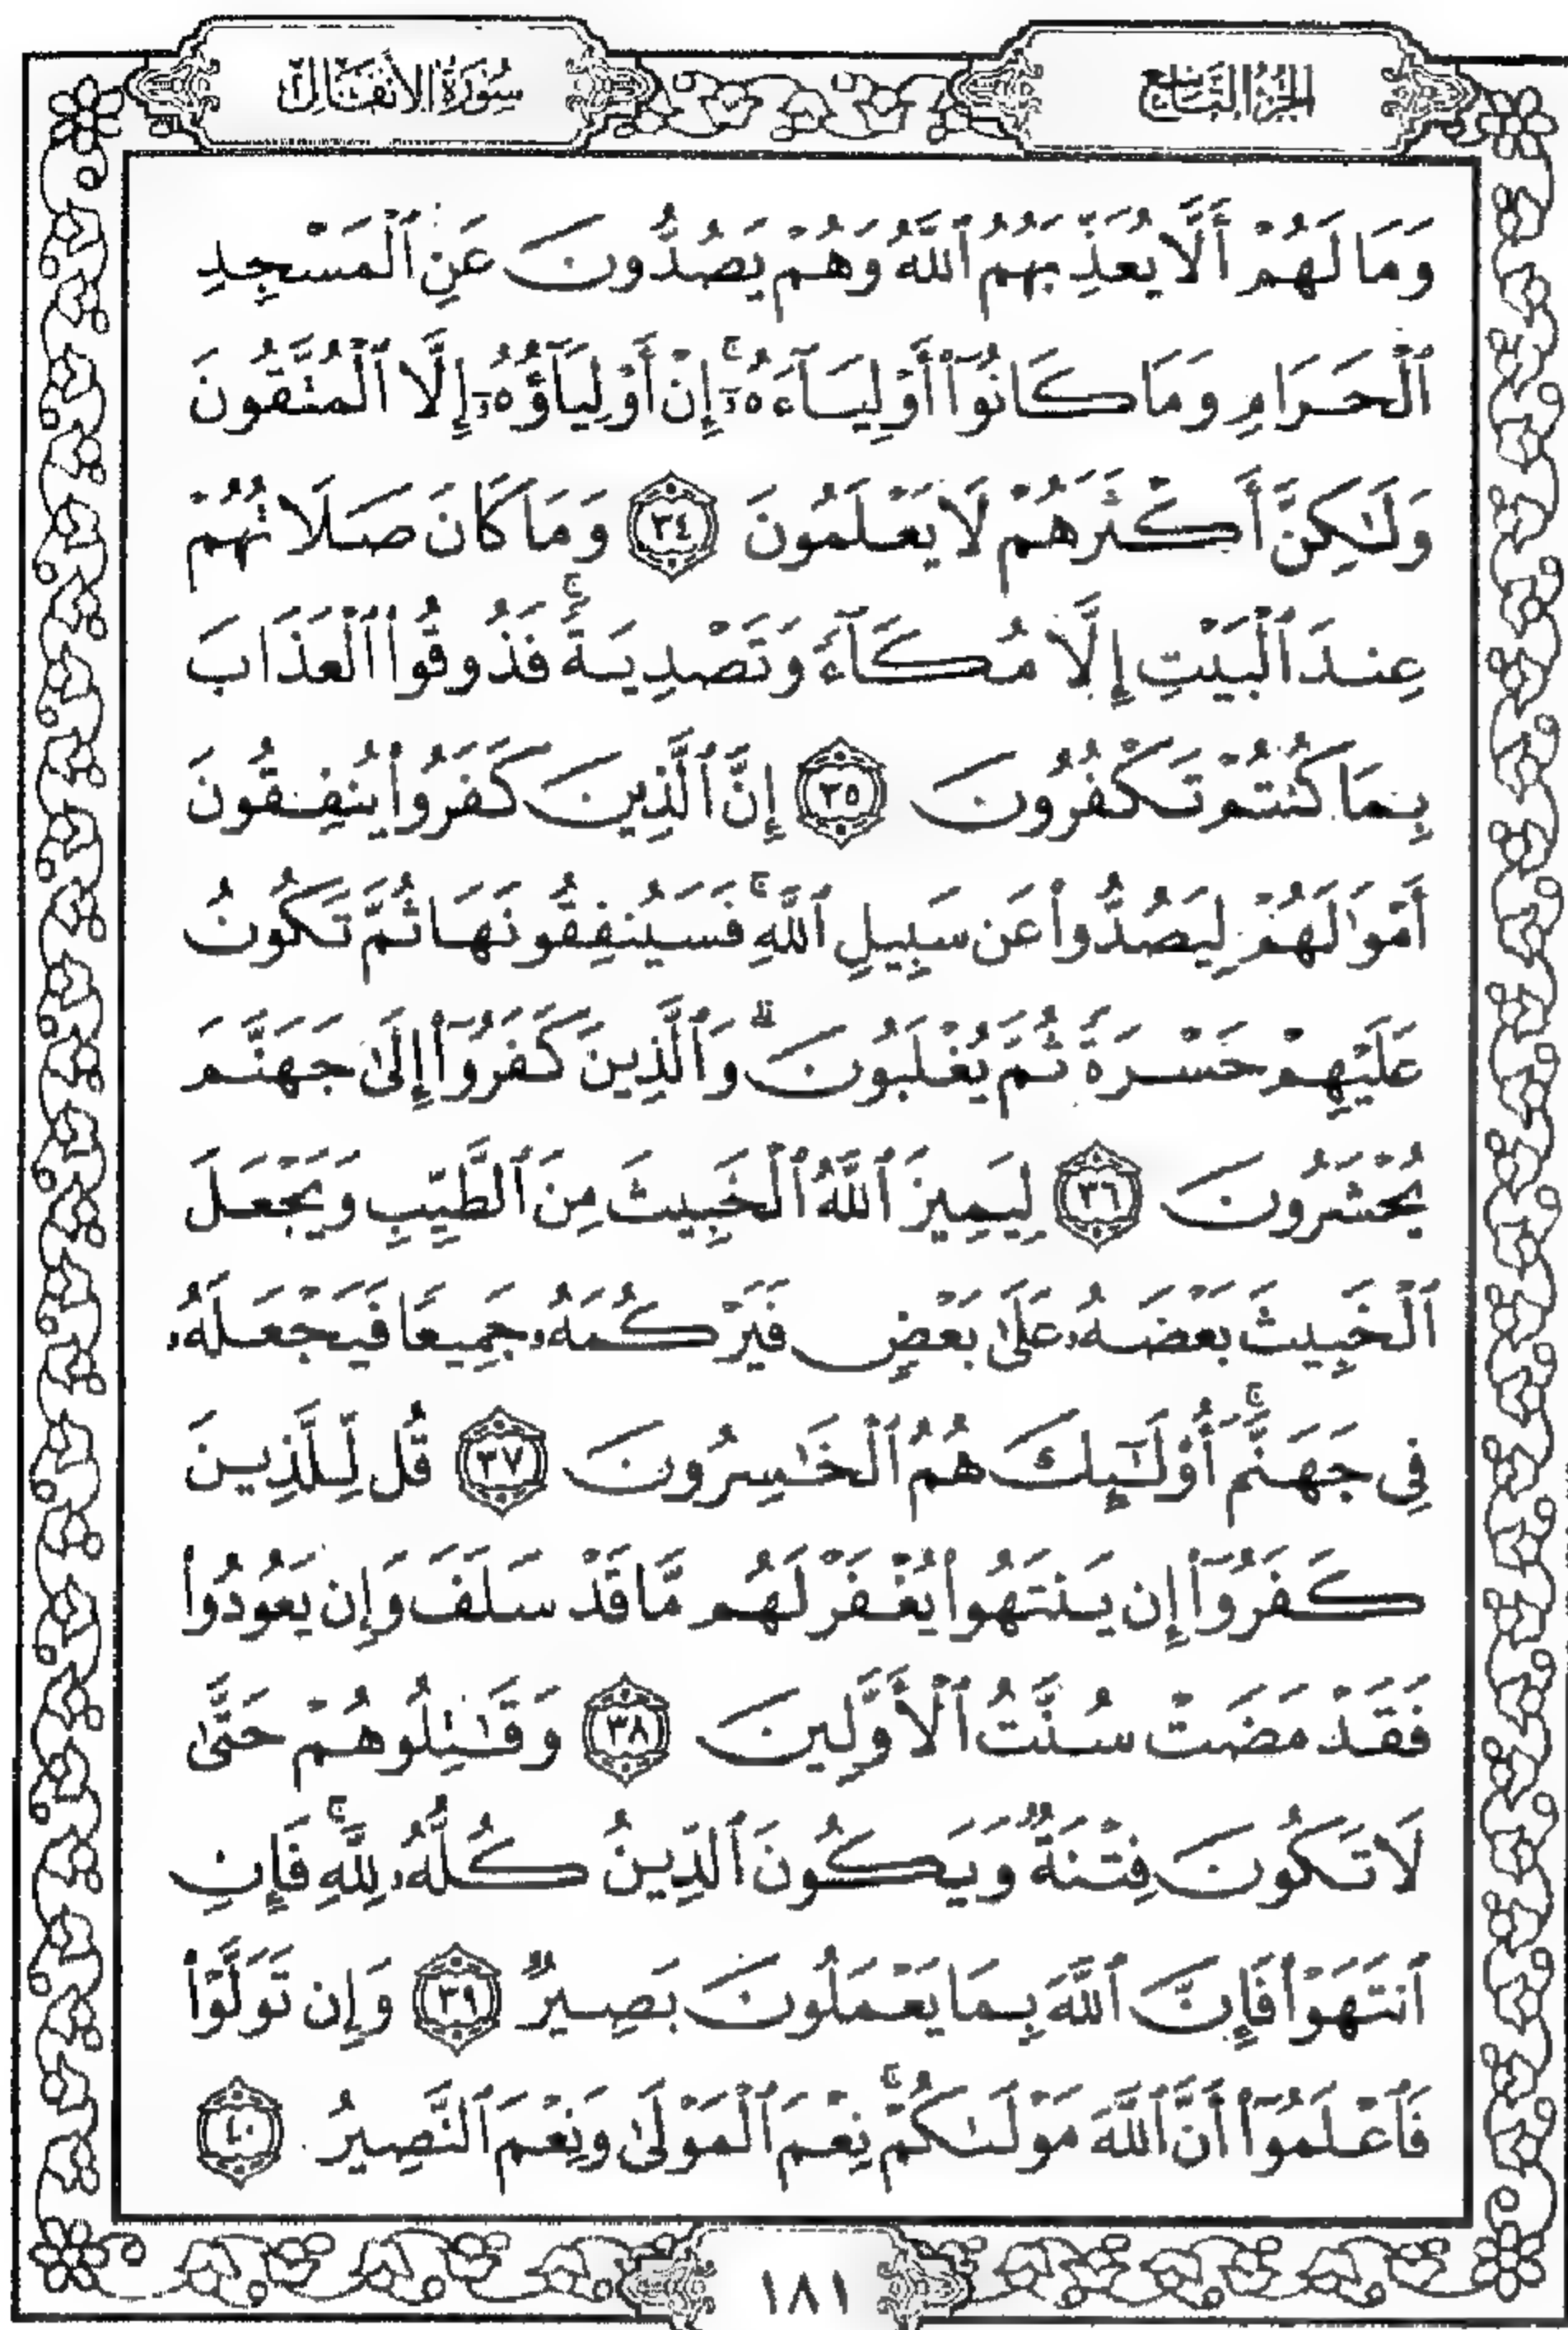 الجزء التاسع
سورة الأنفال
وَمَا لَهُمْ أَلَّا يُعَذِّبَهُمُ ٱللَّهُ وَهُمْ يَصُدُّونَ عَنِ ٱلْمَسْجِدِ
ٱلْحَرَامِ وَمَا كَانُوٓا۟ أَوْلِيَآءَهُۥٓ ۚ إِنْ أَوْلِيَآؤُهُۥٓ إِلَّا ٱلْمُتَّقُونَ
وَلَٰكِنَّ أَكْثَرَهُمْ لَا يَعْلَمُونَ ٣٤ وَمَا كَانَ صَلَاتُهُمْ
عِندَ ٱلْبَيْتِ إِلَّا مُكَآءً وَتَصْدِيَةً ۚ فَذُوقُوا۟ ٱلْعَذَابَ
بِمَا كُنتُمْ تَكْفُرُونَ ٣٥ إِنَّ ٱلَّذِينَ كَفَرُوا۟ يُنفِقُونَ
أَمْوَٰلَهُمْ لِيَصُدُّوا۟ عَن سَبِيلِ ٱللَّهِ ۚ فَسَيُنفِقُونَهَا ثُمَّ تَكُونُ
عَلَيْهِمْ حَسْرَةً ثُمَّ يُغْلَبُونَ ۗ وَٱلَّذِينَ كَفَرُوٓا۟ إِلَىٰ جَهَنَّمَ
يُحْشَرُونَ ٣٦ لِيَمِيزَ ٱللَّهُ ٱلْخَبِيثَ مِنَ ٱلطَّيِّبِ وَيَجْعَلَ
ٱلْخَبِيثَ بَعْضَهُۥ عَلَىٰ بَعْضٍ فَيَرْكُمَهُۥ جَمِيعًا فَيَجْعَلَهُۥ
فِى جَهَنَّمَ ۚ أُو۟لَٰٓئِكَ هُمُ ٱلْخَٰسِرُونَ ٣٧ قُل لِّلَّذِينَ
كَفَرُوٓا۟ إِن يَنتَهُوا۟ يُغْفَرْ لَهُم مَّا قَدْ سَلَفَ وَإِن يَعُودُوا۟
فَقَدْ مَضَتْ سُنَّتُ ٱلْأَوَّلِينَ ٣٨ وَقَٰتِلُوهُمْ حَتَّىٰ
لَا تَكُونَ فِتْنَةٌ وَيَكُونَ ٱلدِّينُ كُلُّهُۥ لِلَّهِ ۚ فَإِنِ
ٱنتَهَوْا۟ فَإِنَّ ٱللَّهَ بِمَا يَعْمَلُونَ بَصِيرٌ ٣٩ وَإِن تَوَلَّوْا۟
فَٱعْلَمُوٓا۟ أَنَّ ٱللَّهَ مَوْلَىٰكُمْ ۚ نِعْمَ ٱلْمَوْلَىٰ وَنِعْمَ ٱلنَّصِيرُ ٤٠
١٨١